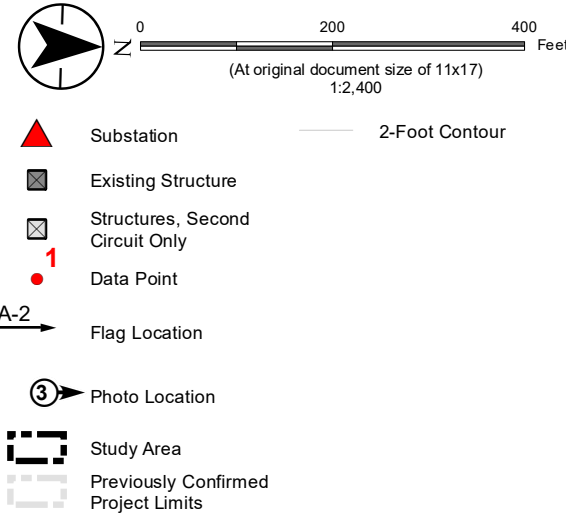 0 200 400
N Feet
(At original document size of 11x17)
1:2,400
Substation
2-Foot Contour
Existing Structure
Structures, Second
Circuit Only
1
Data Point
A-2
Flag Location
3
Photo Location
Study Area
Previously Confirmed
Project Limits